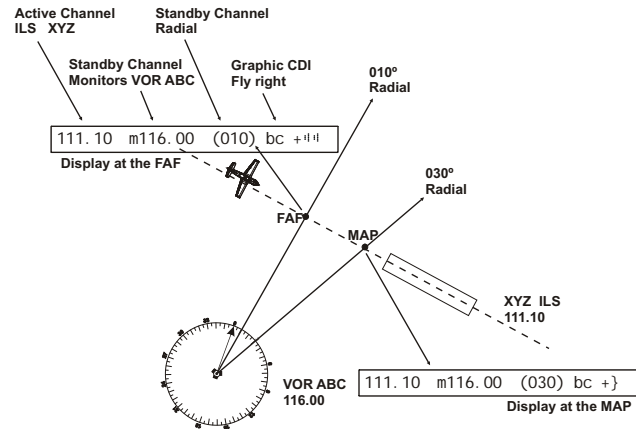 Active Channel
ILS XYZ
Standby Channel
Radial
Standby Channel
Monitors VOR ABC
Graphic CDI
Fly right
010º
Radial
111.10 m116.00 (010) bc +
Display at the FAF
030º
Radial
FAF
MAP
XYZ ILS
111.10
VOR ABC
116.00
111.10 m116.00 (030) bc +}
Display at the MAP